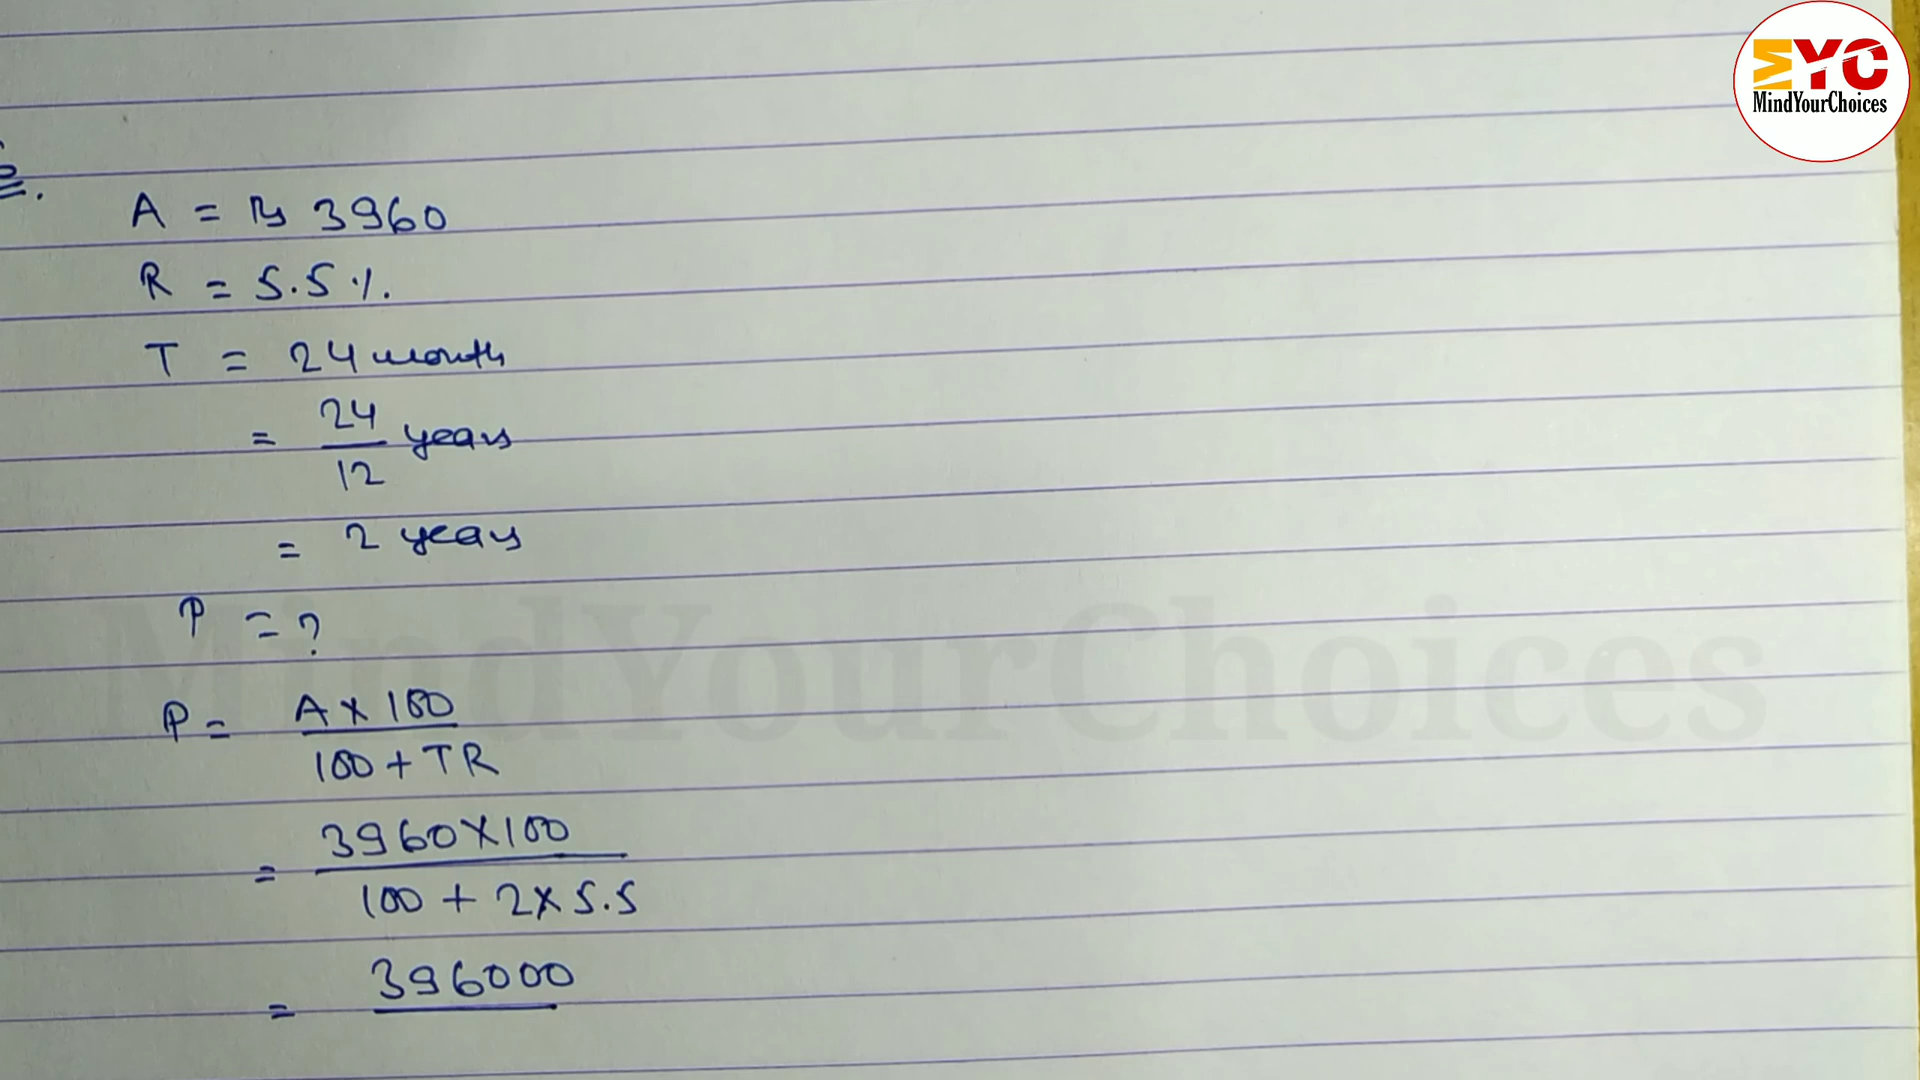 MYC
MindYourChoices
A = Rs 3960
R = 5.5%.
T = 24 month
= 24/12 years
= 2 years
P = ?
P = A × 100 / 100 + TR
= 3960 × 100 / 100 + 2 × 5.5
= 396000
MindYourChoices